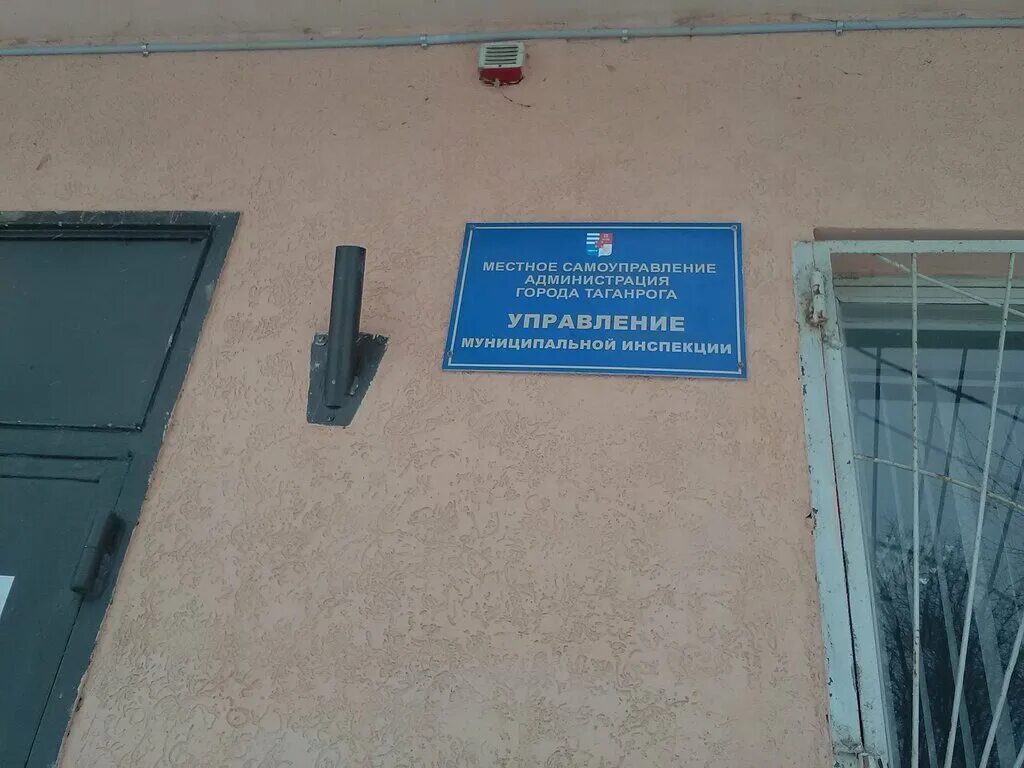 МЕСТНОЕ САМОУПРАВЛЕНИЕ
АДМИНИСТРАЦИЯ
ГОРОДА ТАГАНРОГА
УПРАВЛЕНИЕ
МУНИЦИПАЛЬНОЙ ИНСПЕКЦИИ